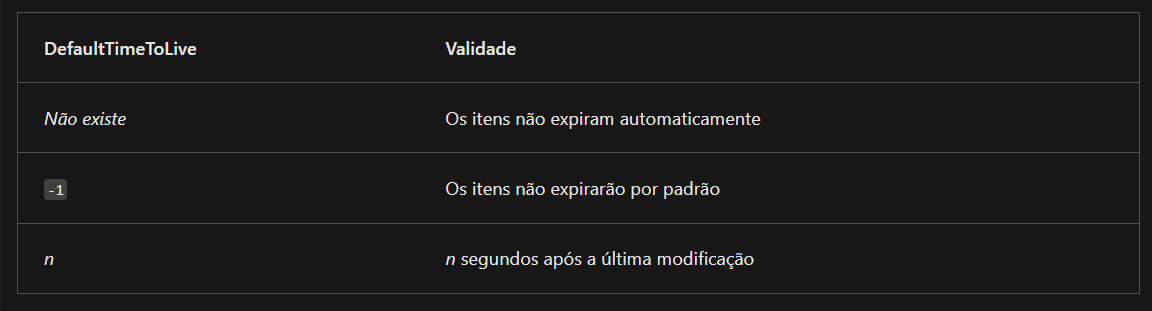 DefaultTimeToLive Validade
Não existe Os itens não expiram automaticamente
-1 Os itens não expirarão por padrão
n n segundos após a última modificação